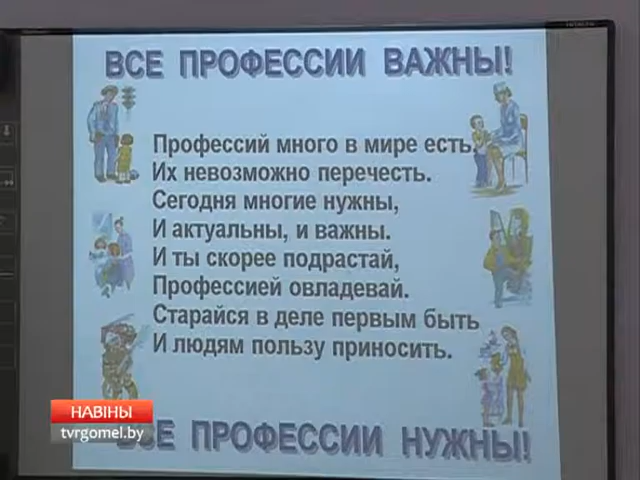 ВСЕ ПРОФЕССИИ ВАЖНЫ!
Профессий много в мире есть.
Их невозможно перечесть.
Сегодня многие нужны,
И актуальны, и важны.
И ты скорее подрастай,
Профессией овладевай.
Старайся в деле первым быть
И людям пользу приносить.
ВСЕ ПРОФЕССИИ НУЖНЫ!
НАВІНЫ
tvrgomel.by